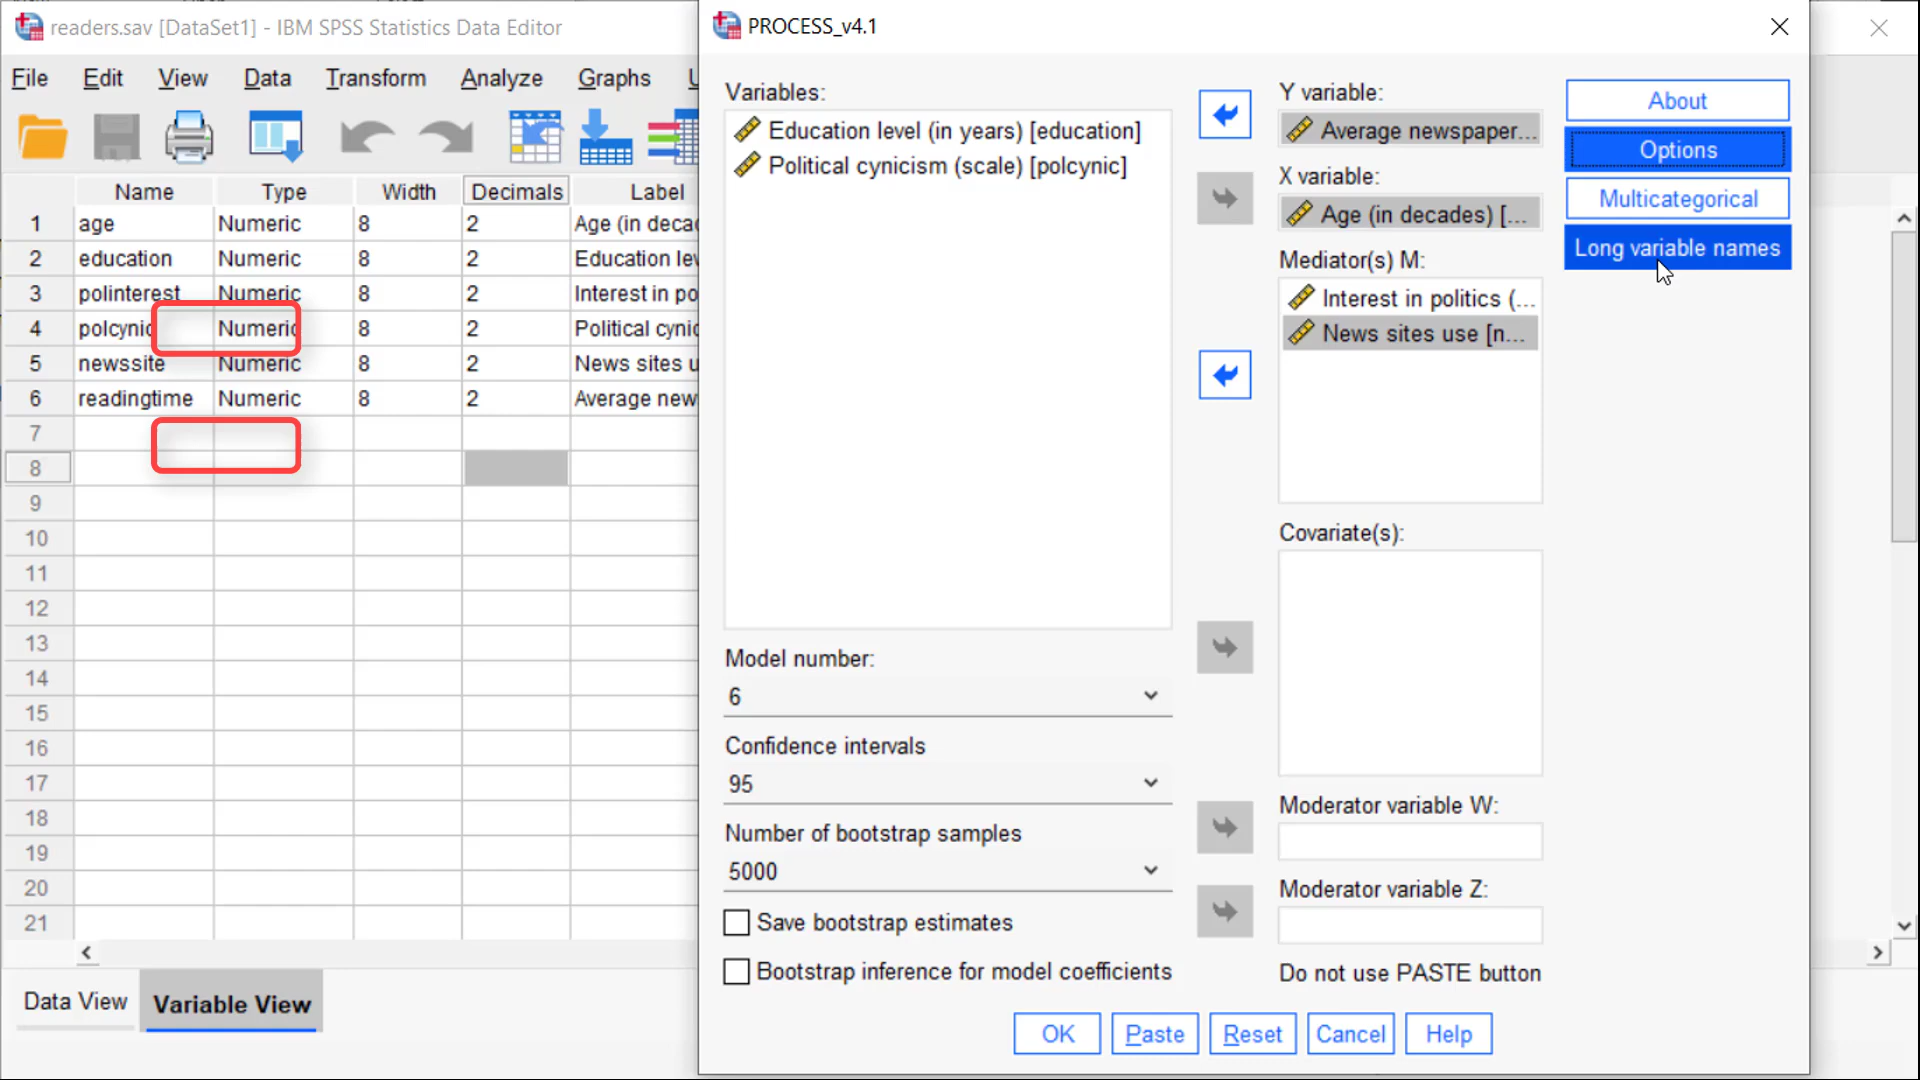 readers.sav [DataSet1] - IBM SPSS Statistics Data Editor
File Edit View Data Transform Analyze Graphs U
Name Type Width Decimals Label
1 age Numeric 8 2 Age (in deca
2 education Numeric 8 2 Education lev
3 polinterest Numeric 8 2 Interest in po
4 polcynic Numeric 8 2 Political cynic
5 newssite Numeric 8 2 News sites u
6 readingtime Numeric 8 2 Average new
7
8
9
10
11
12
13
14
15
16
17
18
19
20
21
Data View Variable View
PROCESS_v4.1
Variables:
Education level (in years) [education]
Political cynicism (scale) [polcynic]
Model number:
6
Confidence intervals
95
Number of bootstrap samples
5000
Save bootstrap estimates
Bootstrap inference for model coefficients
Y variable:
Average newspaper...
X variable:
Age (in decades) [...
Mediator(s) M:
Interest in politics (...
News sites use [n...
Covariate(s):
Moderator variable W:
Moderator variable Z:
Do not use PASTE button
About
Options
Multicategorical
Long variable names
OK Paste Reset Cancel Help